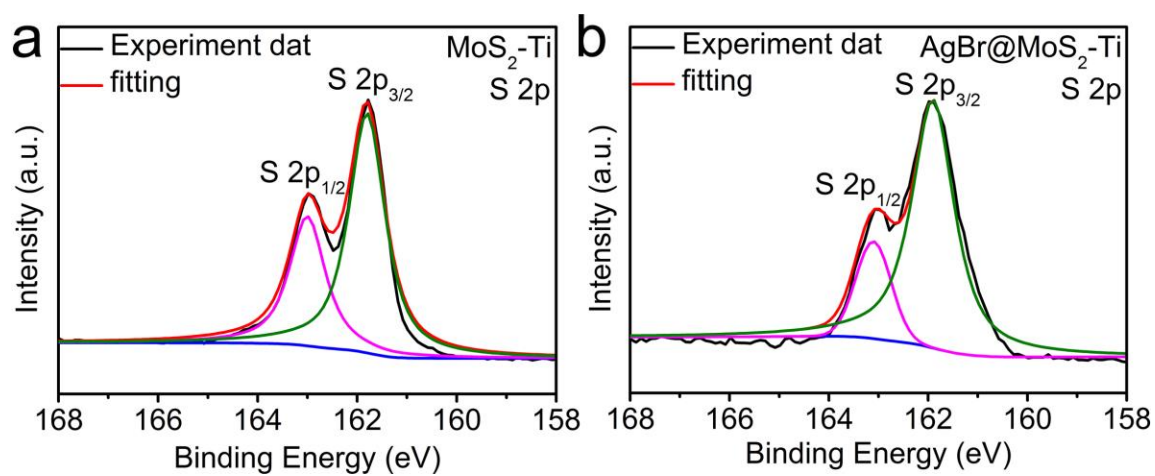 a
Experiment dat
fitting
MoS₂-Ti
S 2p
S 2p₃/₂
S 2p₁/₂
Intensity (a.u.)
168 166 164 162 160 158
Binding Energy (eV)
b
Experiment dat
fitting
AgBr@MoS₂-Ti
S 2p
S 2p₃/₂
S 2p₁/₂
Intensity (a.u.)
168 166 164 162 160 158
Binding Energy (eV)